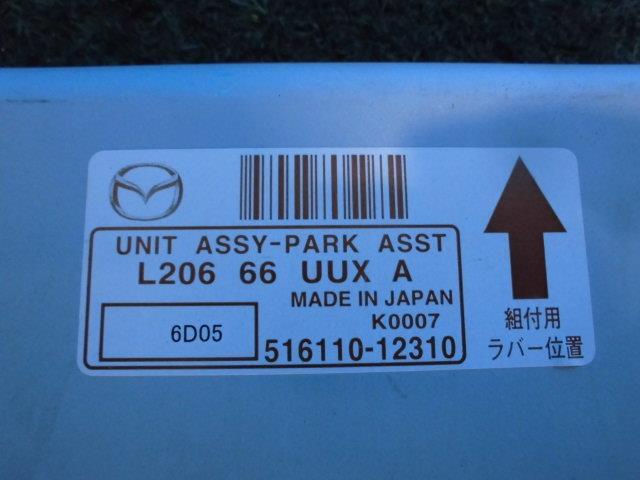 UNIT ASSY-PARK ASST
L206 66 UUX A
MADE IN JAPAN
K0007
6D05
516110-12310
組付用
ラバー位置